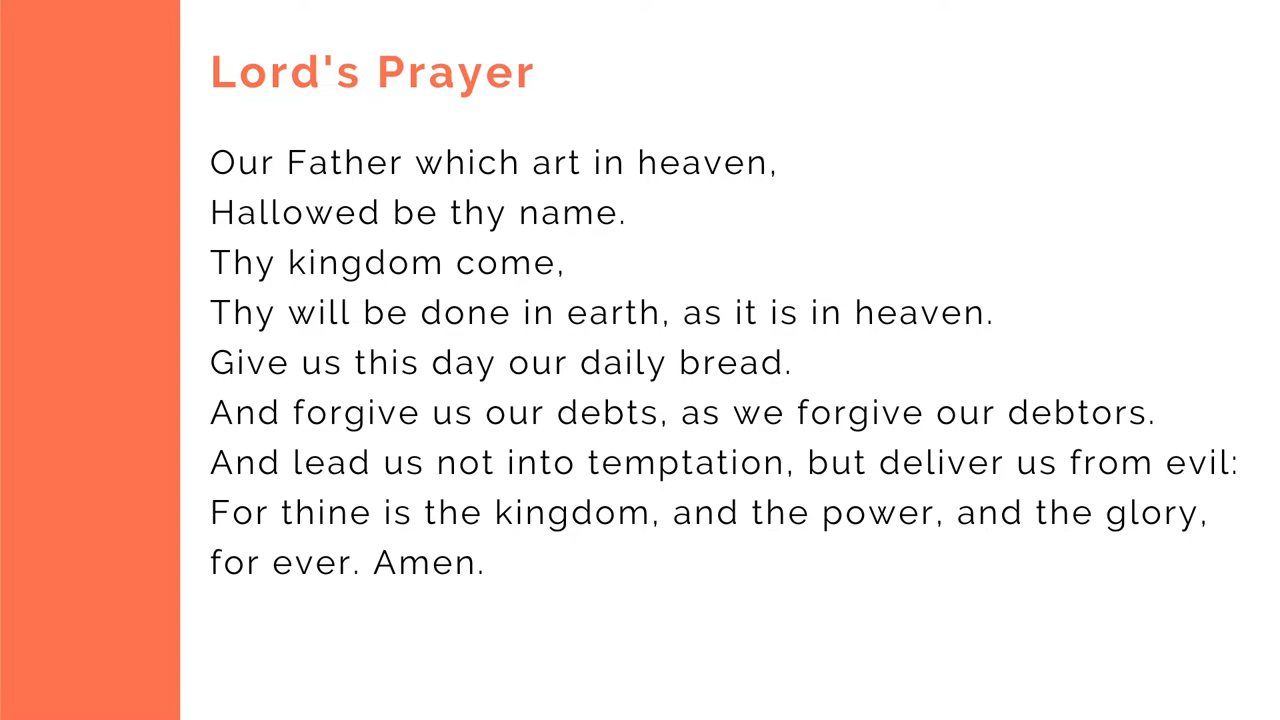 Lord's Prayer
Our Father which art in heaven,
Hallowed be thy name.
Thy kingdom come,
Thy will be done in earth, as it is in heaven.
Give us this day our daily bread.
And forgive us our debts, as we forgive our debtors.
And lead us not into temptation, but deliver us from evil:
For thine is the kingdom, and the power, and the glory,
for ever. Amen.